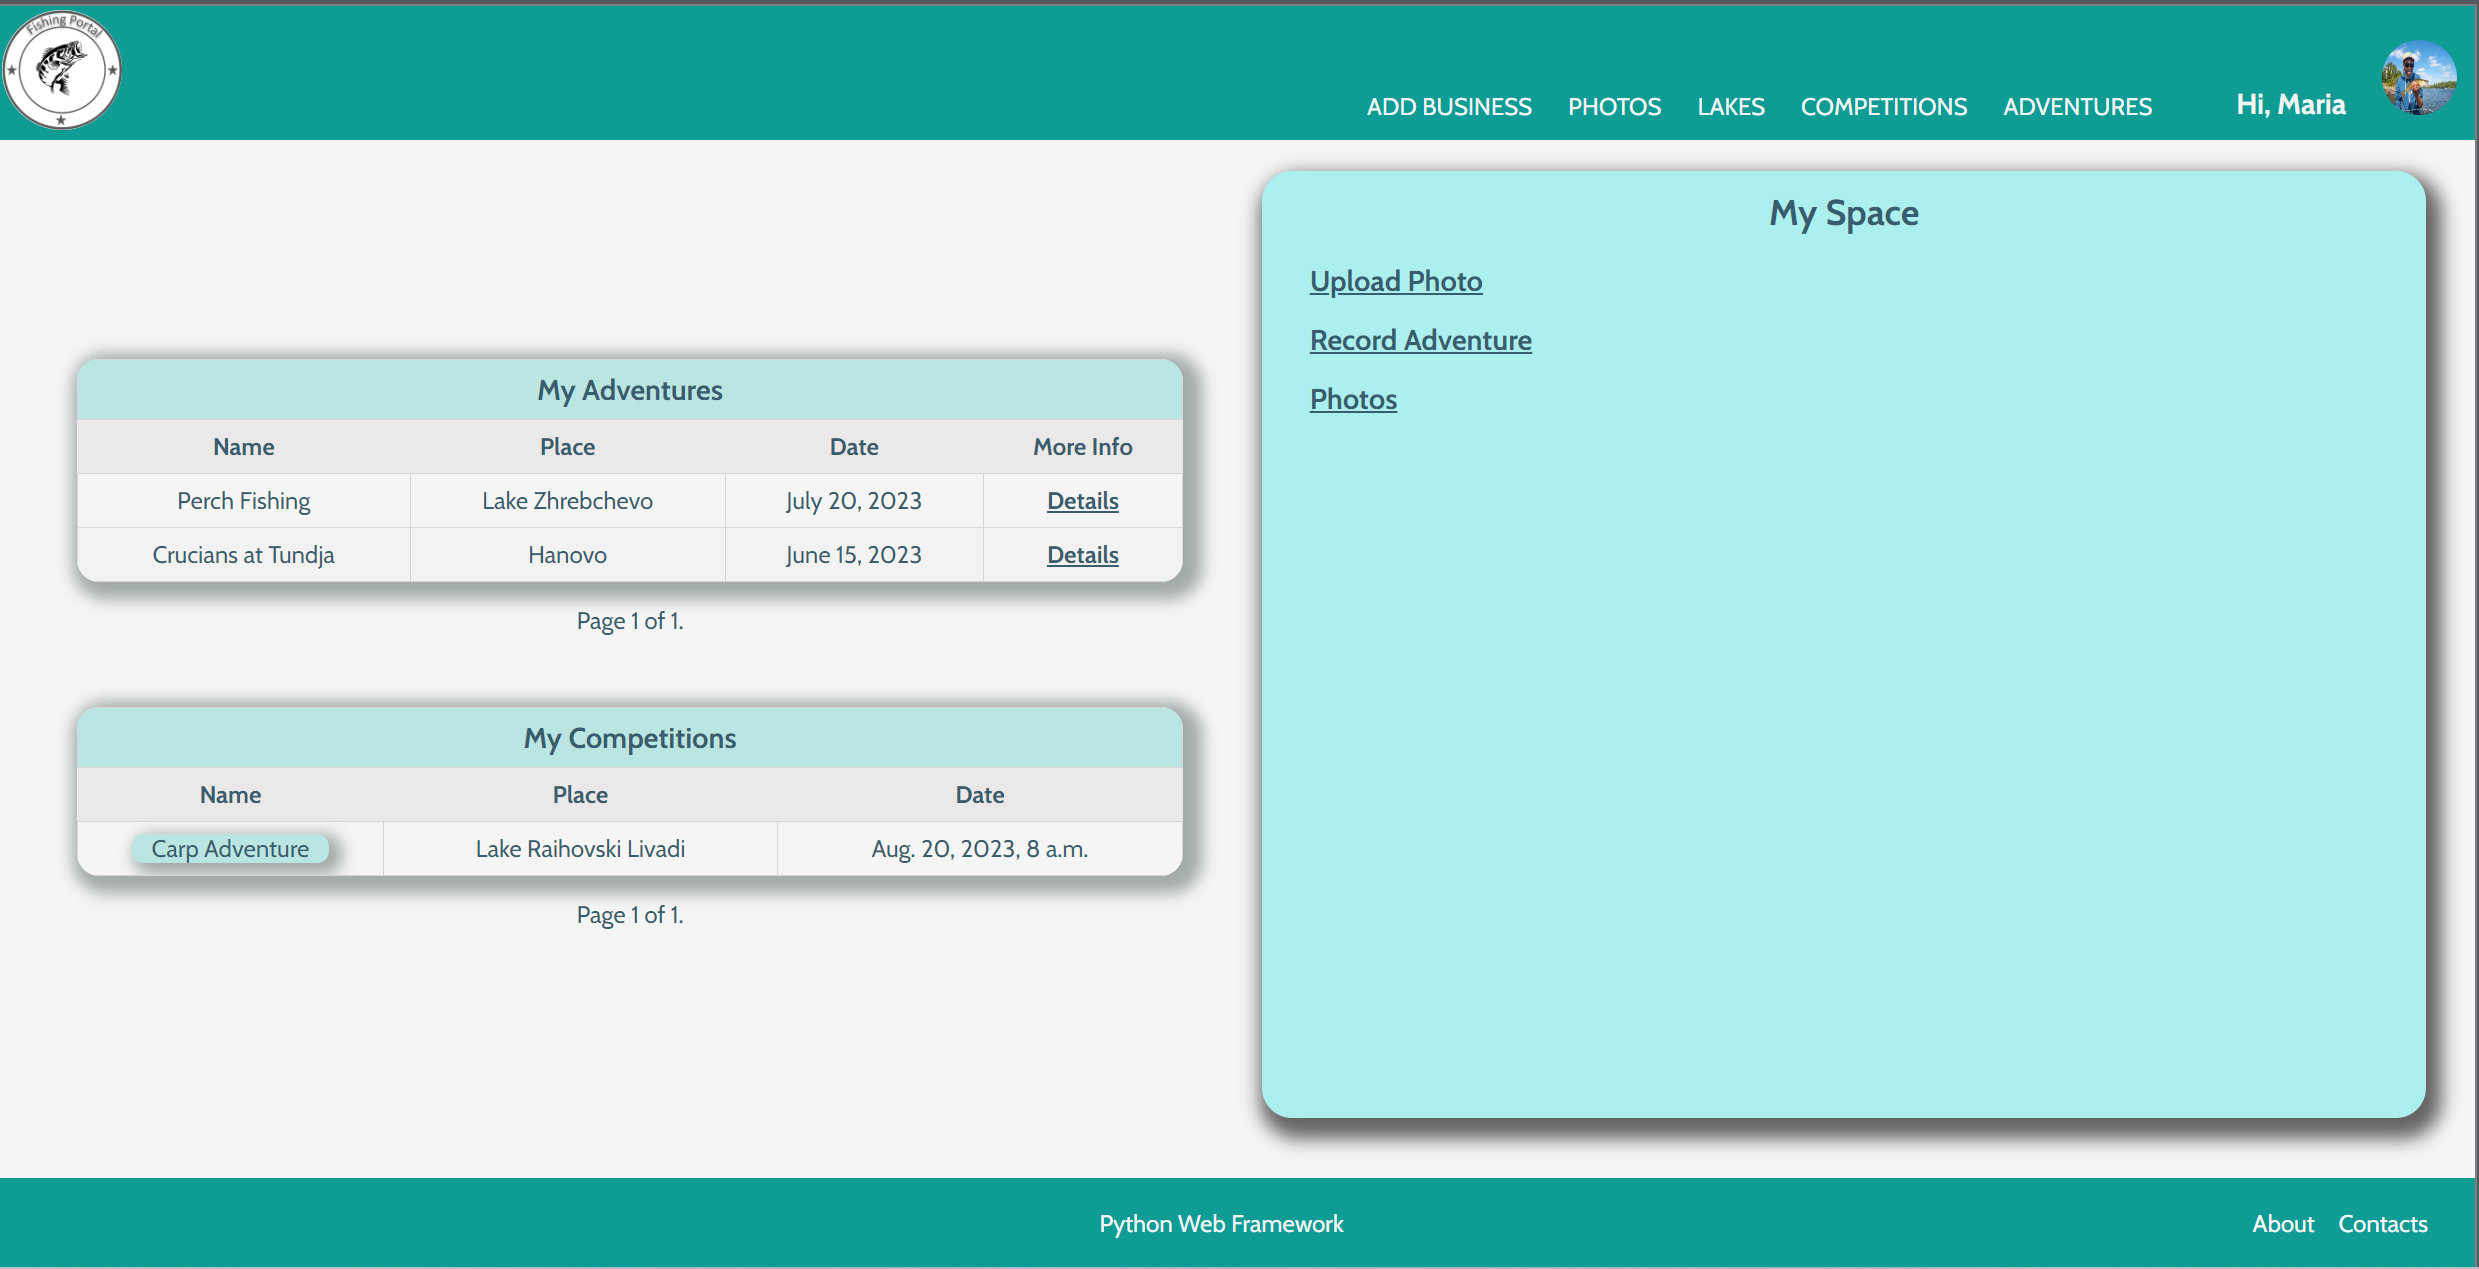 Fishing Portal
ADD BUSINESS PHOTOS LAKES COMPETITIONS ADVENTURES Hi, Maria
My Adventures
Name Place Date More Info
Perch Fishing Lake Zhrebchevo July 20, 2023 Details
Crucians at Tundja Hanovo June 15, 2023 Details
Page 1 of 1.
My Competitions
Name Place Date
Carp Adventure Lake Raihovski Livadi Aug. 20, 2023, 8 a.m.
Page 1 of 1.
My Space
Upload Photo
Record Adventure
Photos
Python Web Framework
About Contacts